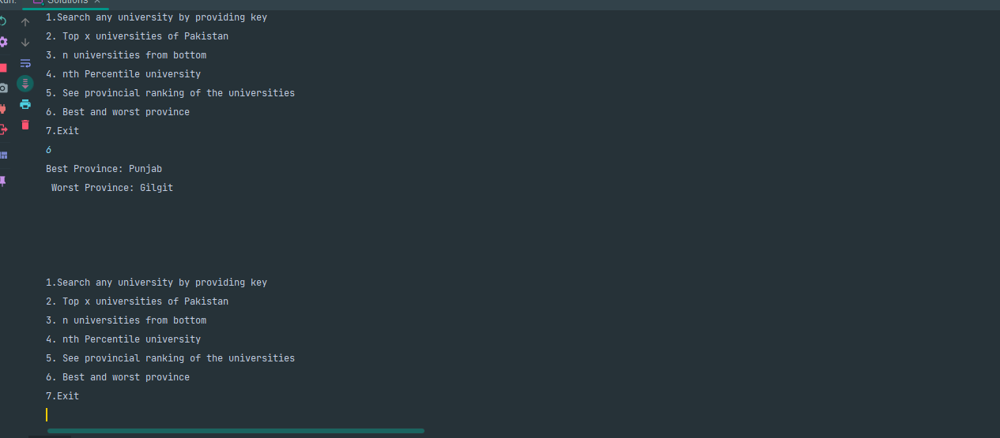 Run:
Solutions
1.Search any university by providing key
2. Top x universities of Pakistan
3. n universities from bottom
4. nth Percentile university
5. See provincial ranking of the universities
6. Best and worst province
7.Exit
6
Best Province: Punjab
Worst Province: Gilgit
1.Search any university by providing key
2. Top x universities of Pakistan
3. n universities from bottom
4. nth Percentile university
5. See provincial ranking of the universities
6. Best and worst province
7.Exit